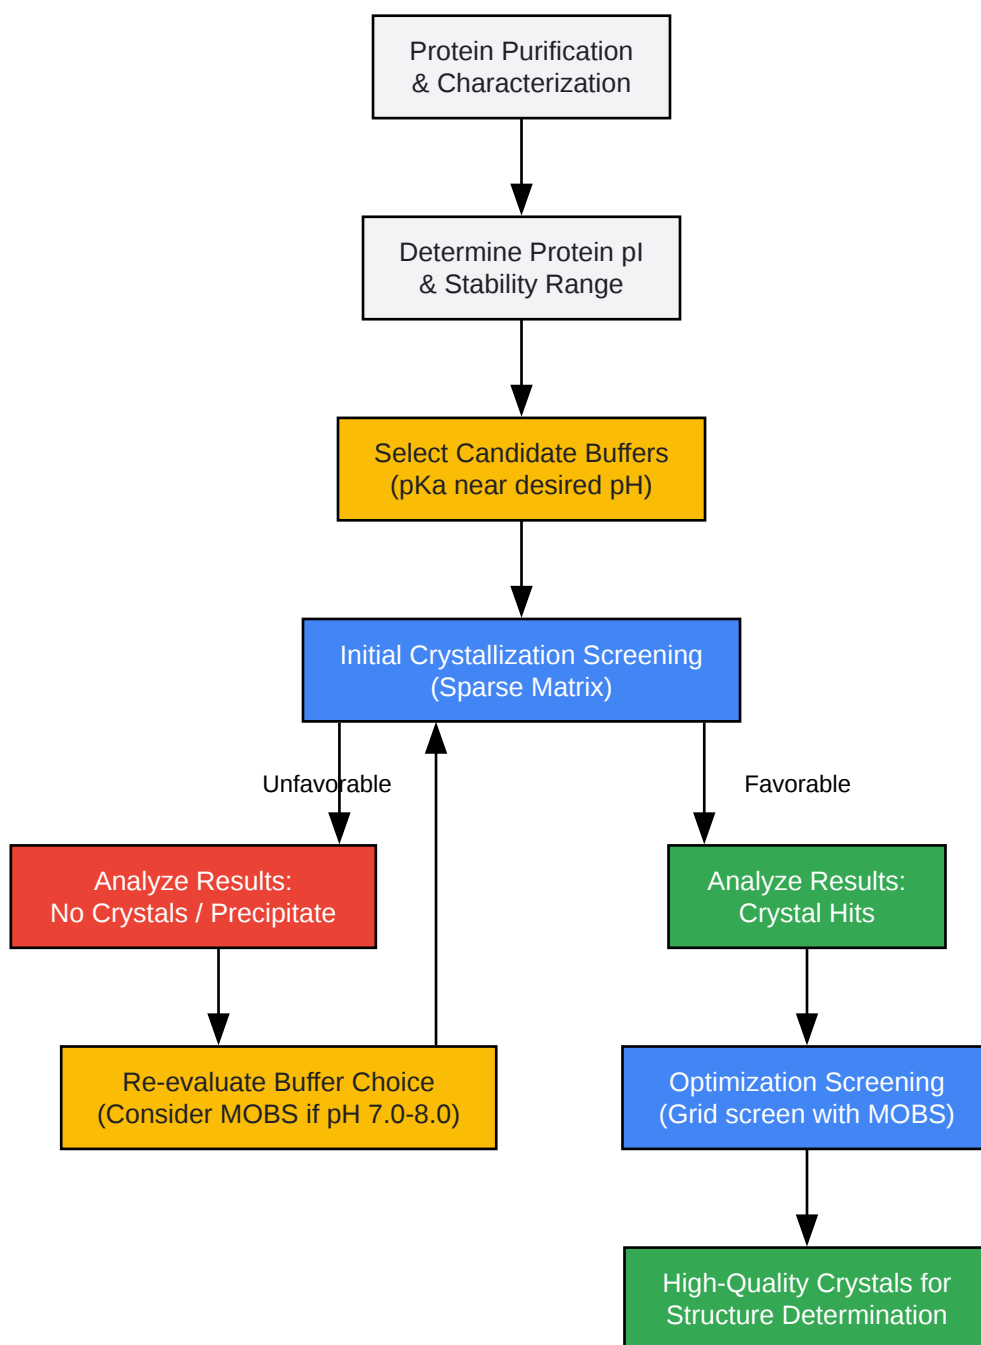 Protein Purification
& Characterization
Determine Protein pI
& Stability Range
Select Candidate Buffers
(pKa near desired pH)
Initial Crystallization Screening
(Sparse Matrix)
Unfavorable
Favorable
Analyze Results:
No Crystals / Precipitate
Analyze Results:
Crystal Hits
Re-evaluate Buffer Choice
(Consider MOBS if pH 7.0-8.0)
Optimization Screening
(Grid screen with MOBS)
High-Quality Crystals for
Structure Determination